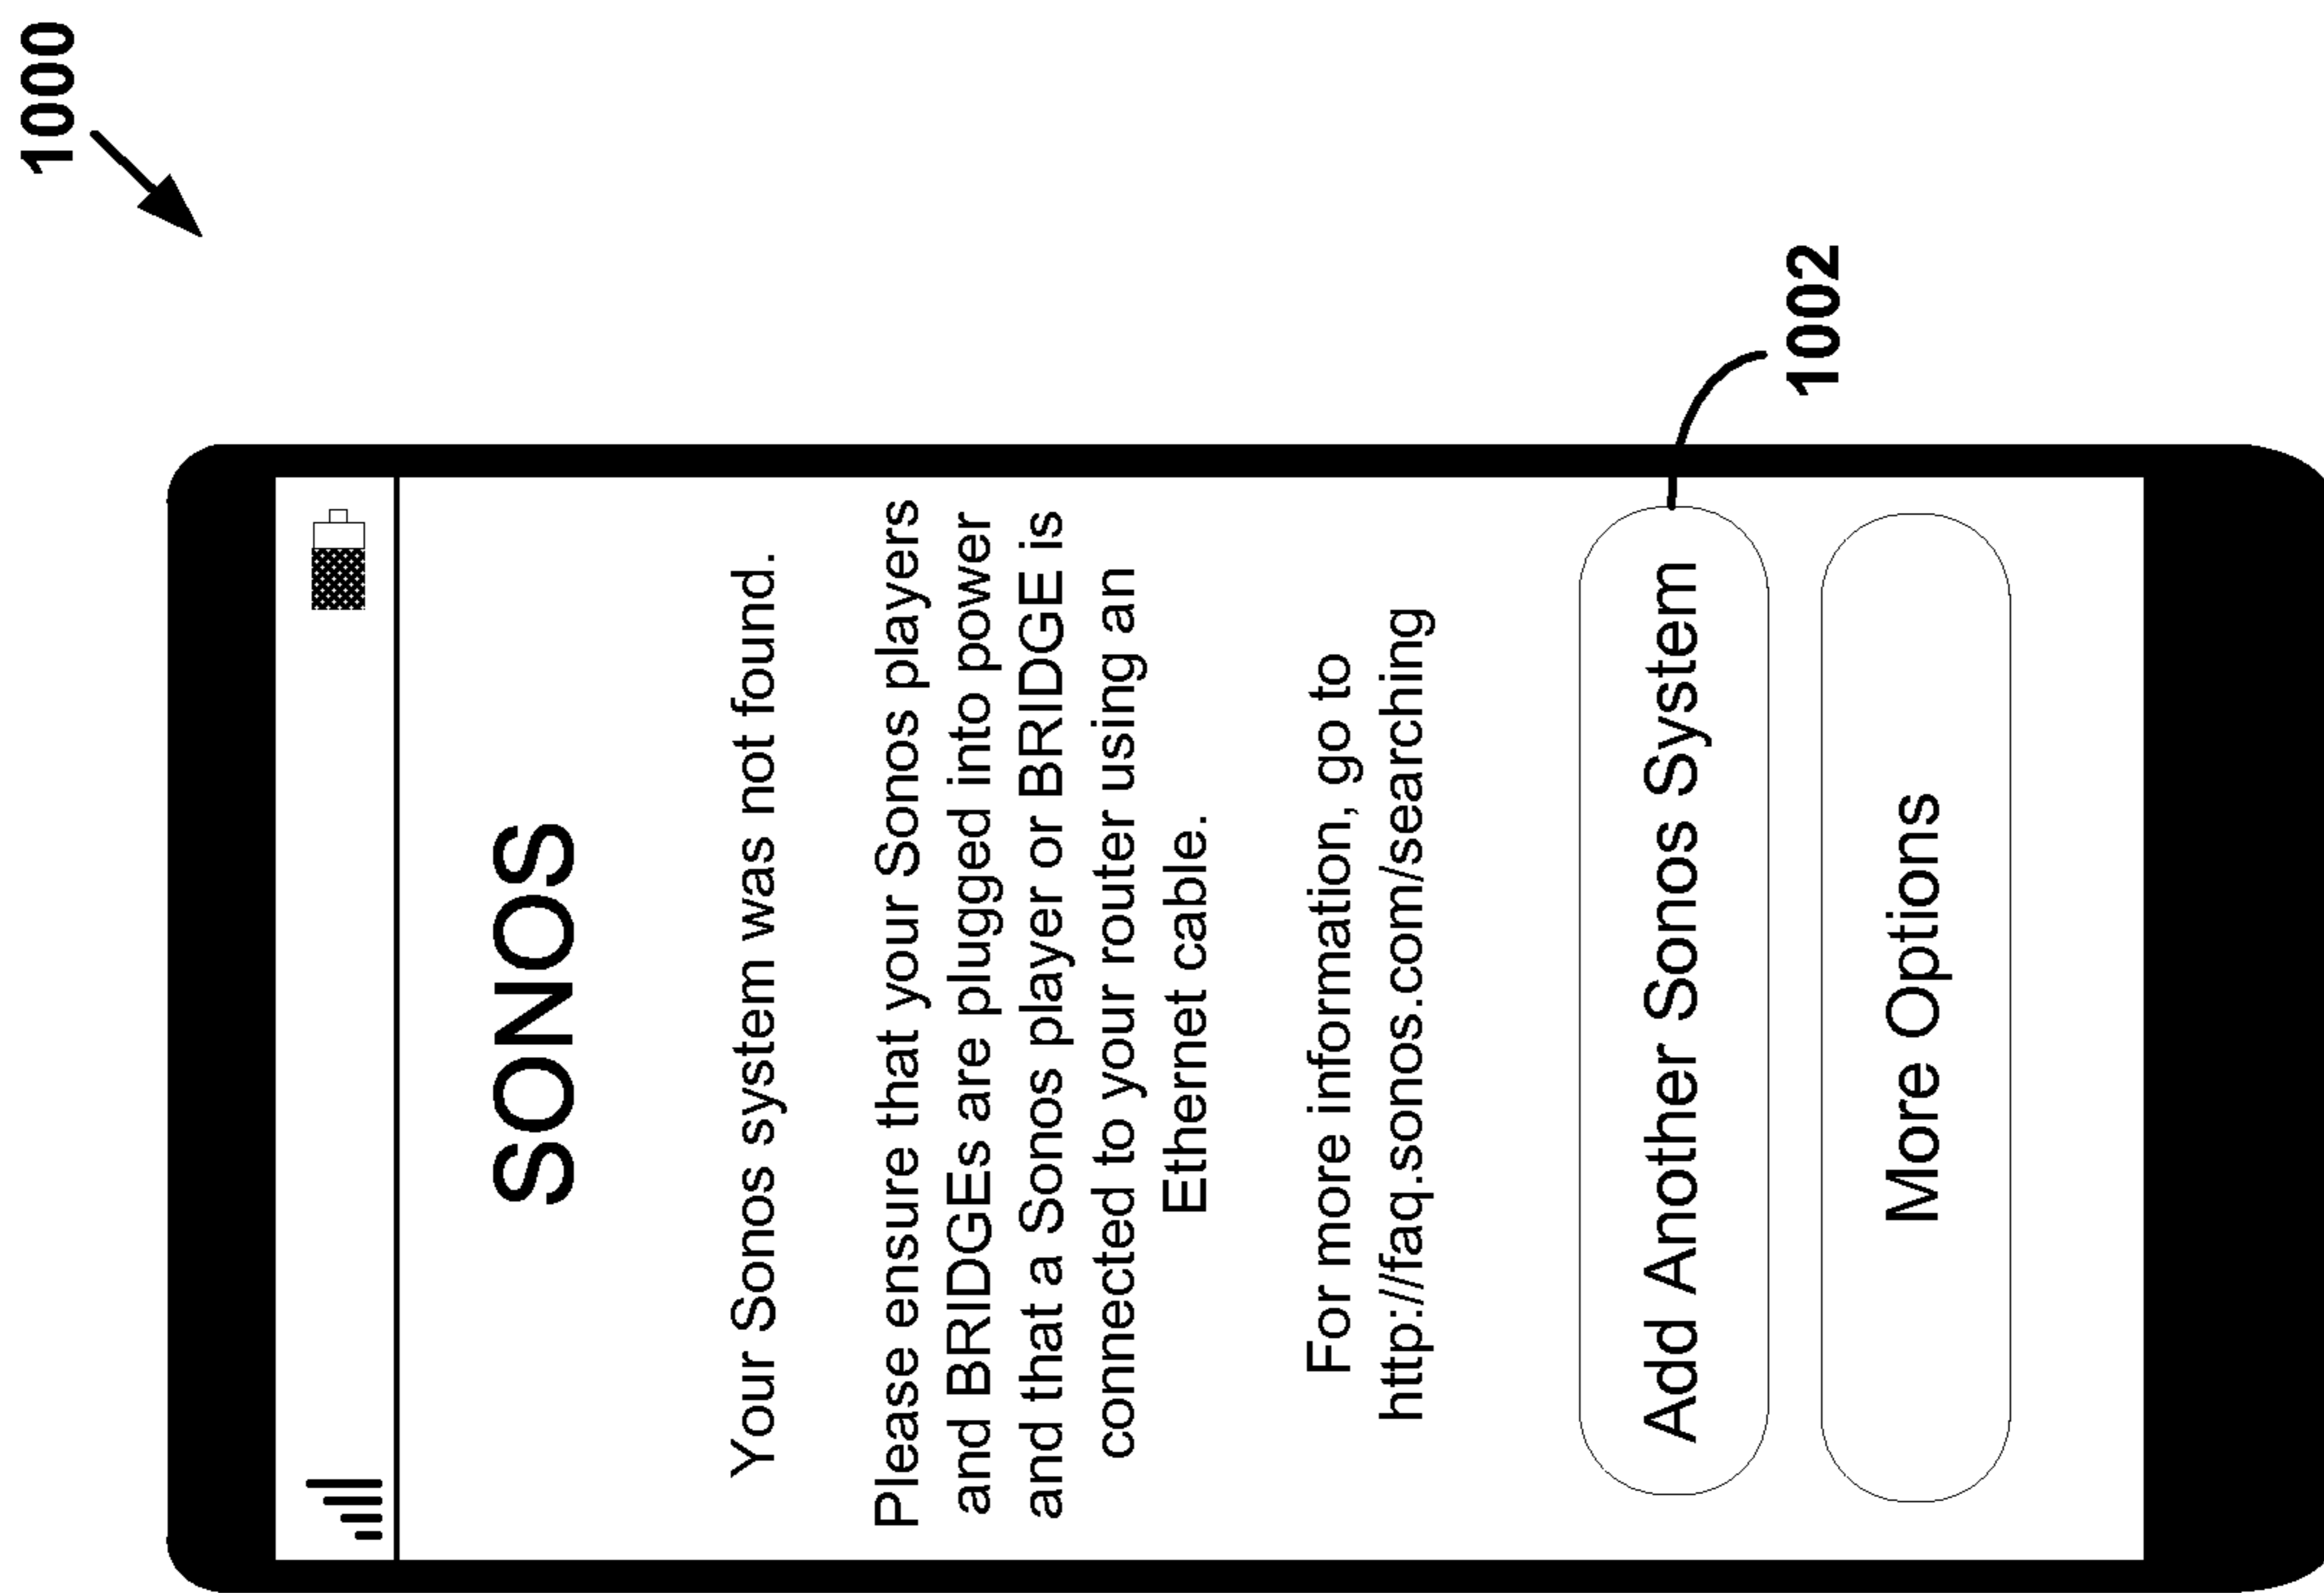 1000
SONOS
Your Sonos system was not found.
Please ensure that your Sonos players
and BRIDGEs are plugged into power
and that a Sonos player or BRIDGE is
connected to your router using an
Ethernet cable.
For more information, go to
http://faq.sonos.com/searching
Add Another Sonos System
1002
More Options